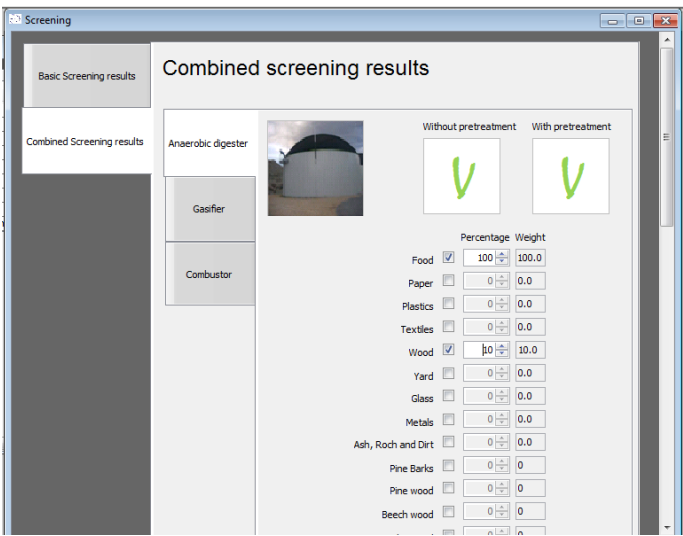 Screening
Basic Screening results
Combined Screening results
Combined screening results
Anaerobic digester
Gasifier
Combustor
Without pretreatment With pretreatment
V V
Percentage Weight
Food 100 100.0
Paper 0 0.0
Plastics 0 0.0
Textiles 0 0.0
Wood 10 10.0
Yard 0 0.0
Glass 0 0.0
Metals 0 0.0
Ash, Roch and Dirt 0 0.0
Pine Barks 0 0
Pine wood 0 0
Beech wood 0 0
0 0